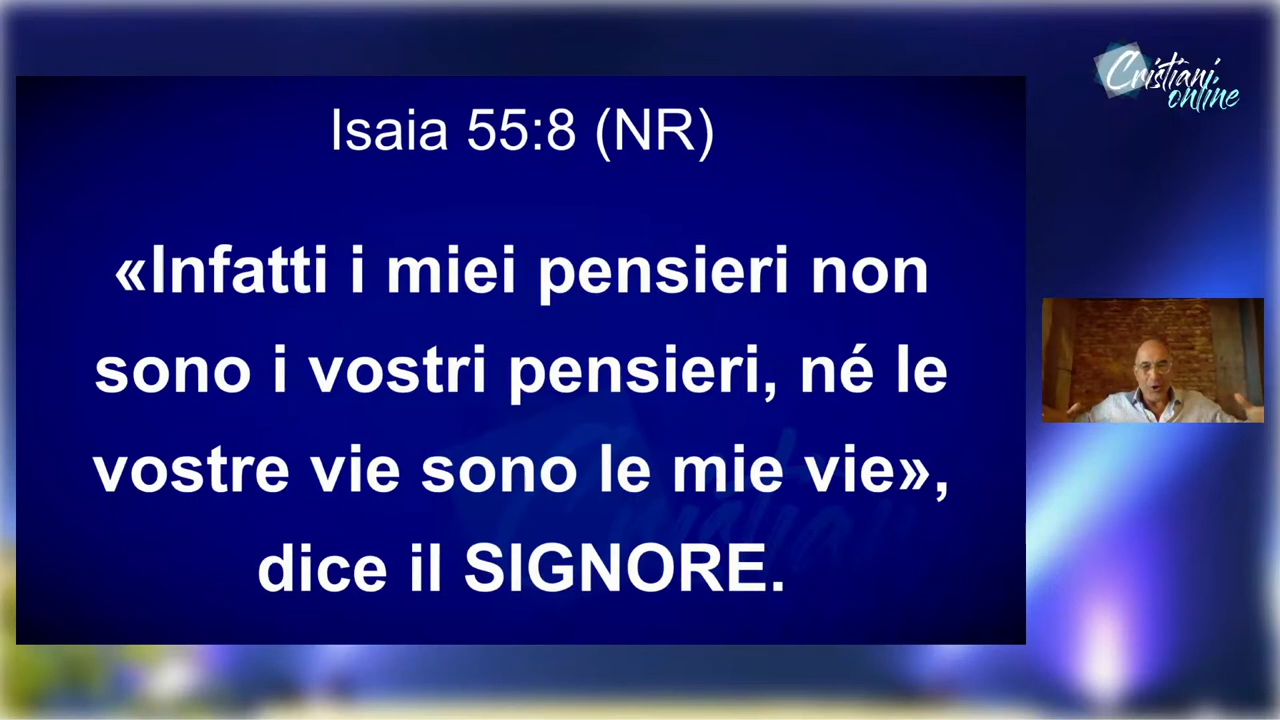 Cristiani
online
Isaia 55:8 (NR)
«Infatti i miei pensieri non
sono i vostri pensieri, né le
vostre vie sono le mie vie»,
dice il SIGNORE.